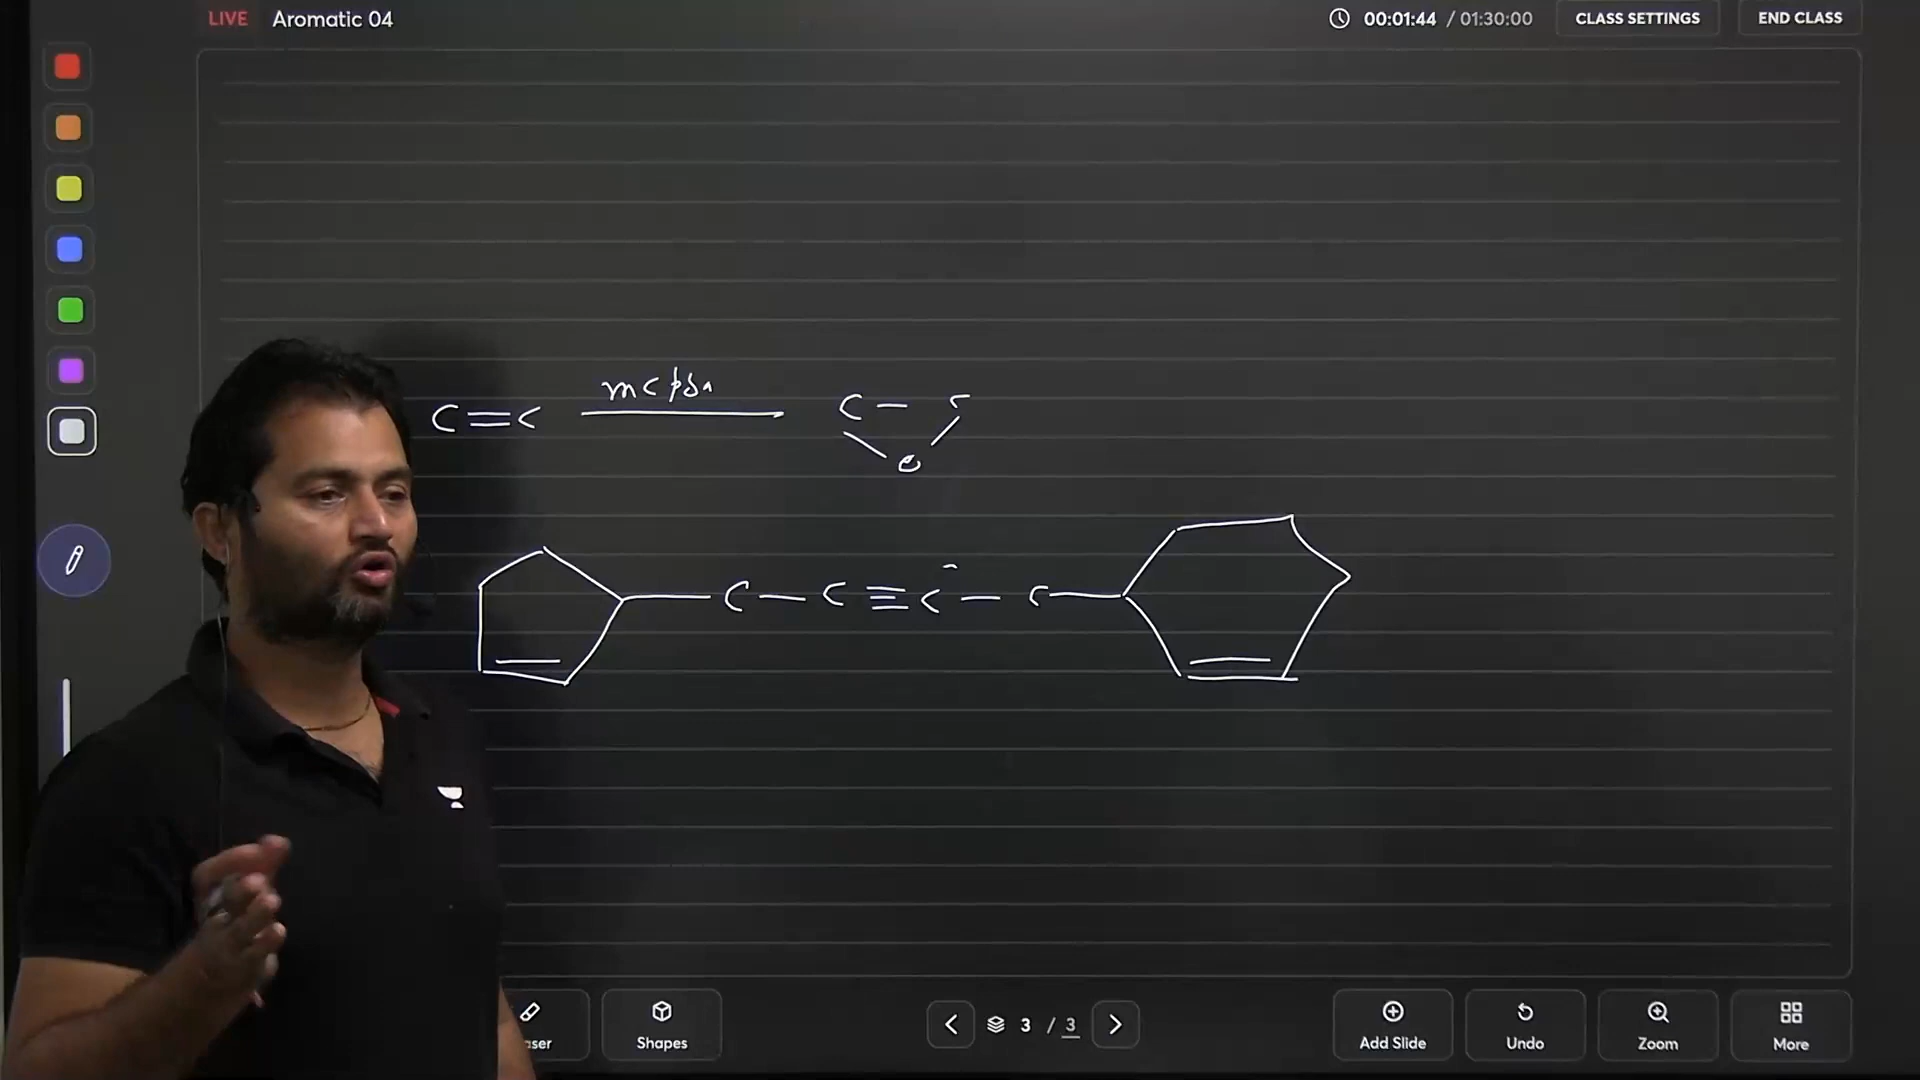 LIVE Aromatic 04 00:01:44 / 01:30:00 CLASS SETTINGS END CLASS
C=C mcpba C - C
O
C - C ≡ C - C
Shapes 3 / 3 Add Slide Undo Zoom More